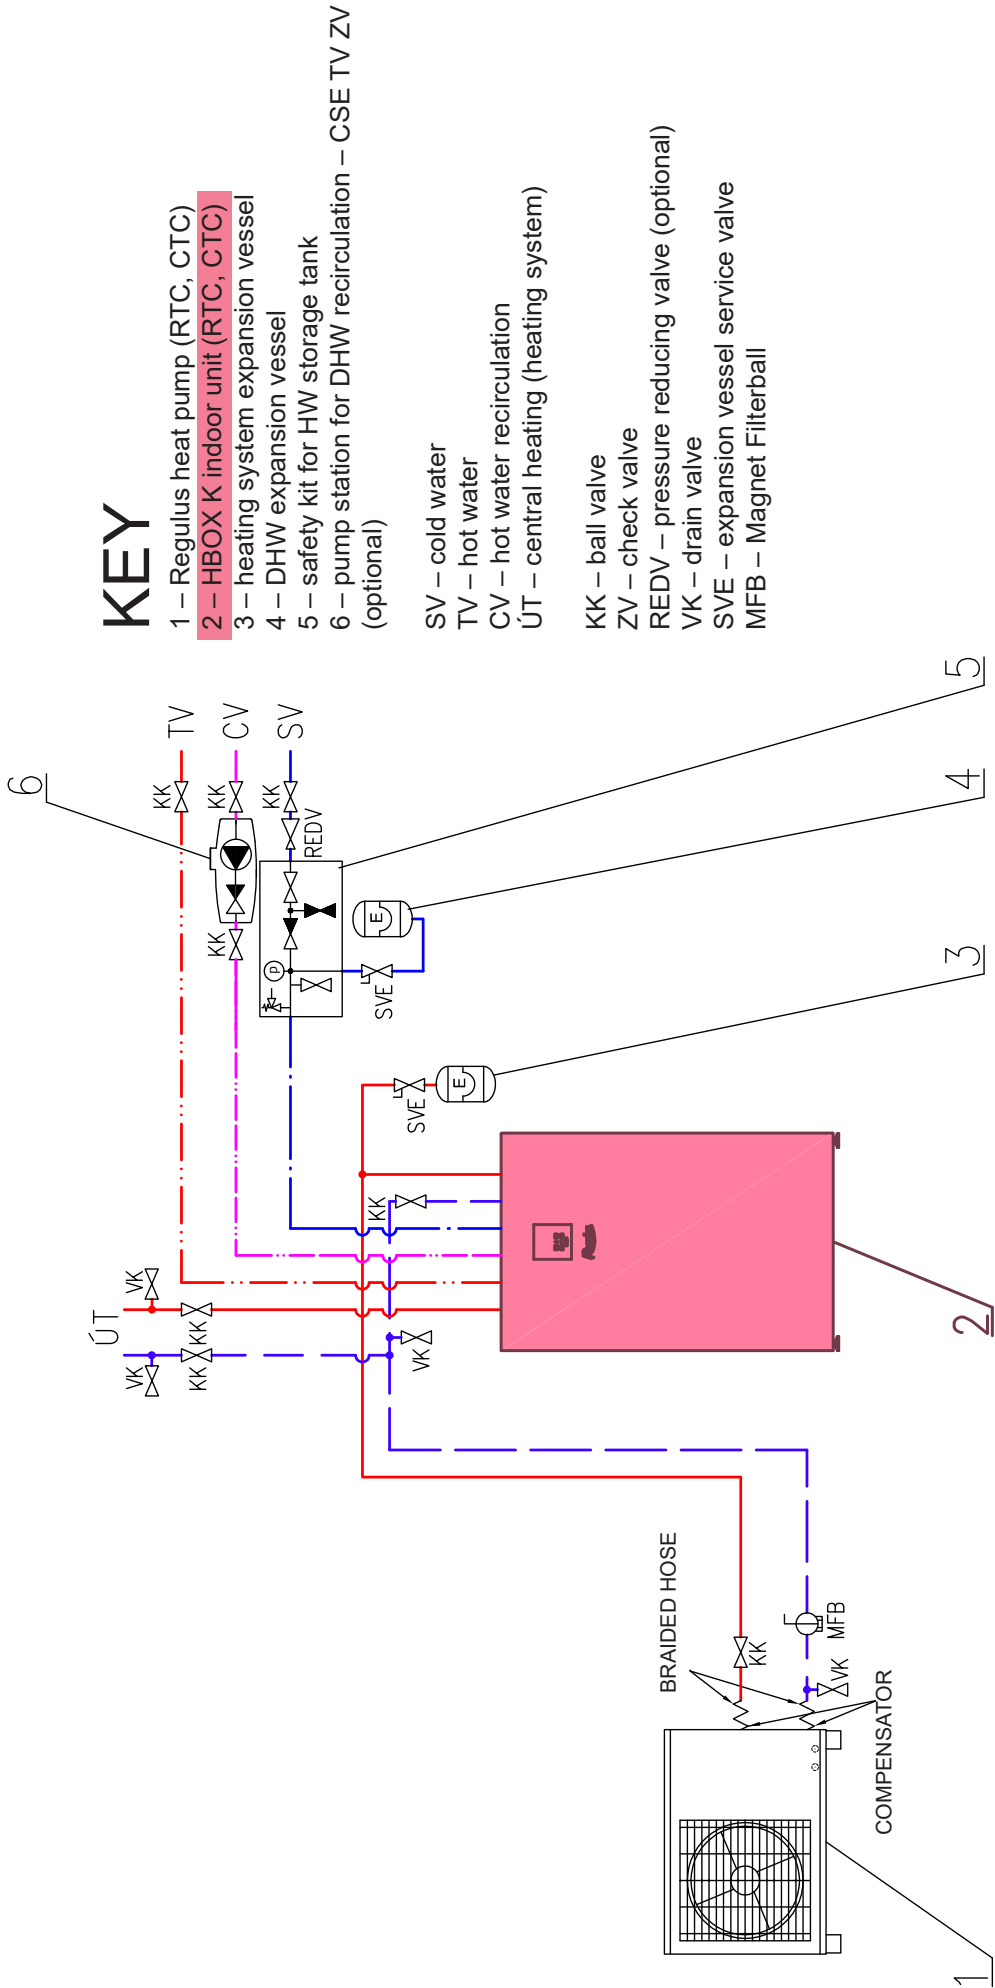 KEY
1 – Regulus heat pump (RTC, CTC)
2 – HBOX K indoor unit (RTC, CTC)
3 – heating system expansion vessel
4 – DHW expansion vessel
5 – safety kit for HW storage tank
6 – pump station for DHW recirculation – CSE TV ZV
(optional)
SV – cold water
TV – hot water
CV – hot water recirculation
ÚT – central heating (heating system)
KK – ball valve
ZV – check valve
REDV – pressure reducing valve (optional)
VK – drain valve
SVE – expansion vessel service valve
MFB – Magnet Filterball
6
TV
CV
SV
KK
KK
KK
REDV
KK
P
E
SVE
5
4
3
E
SVE
KK
ÚT
VK
KK
VK
KK
VK
2
BRAIDED HOSE
KK
MFB
VK
COMPENSATOR
1